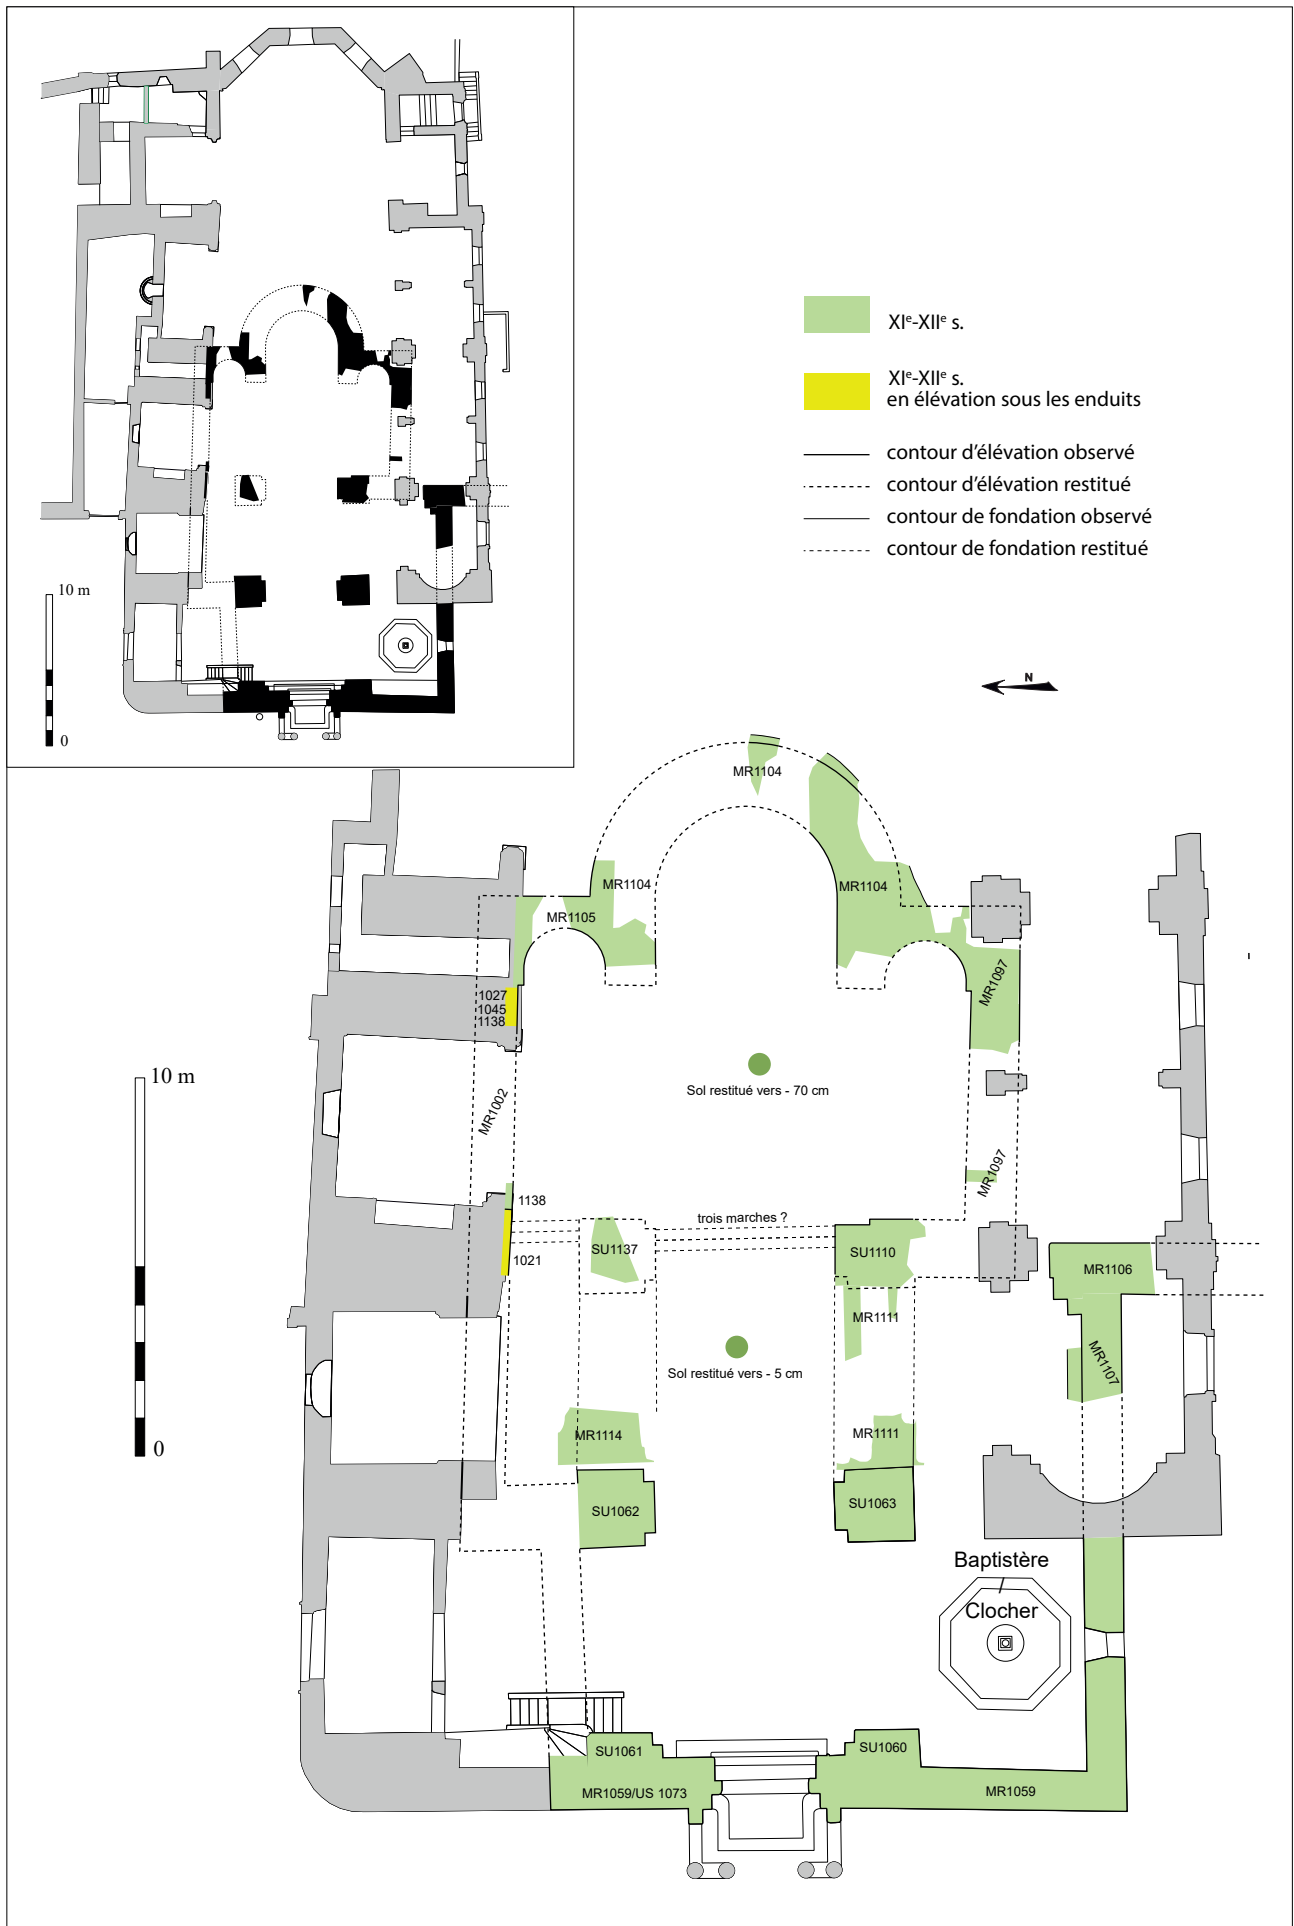 10 m
0
XIe-XIIe s.
XIe-XIIe s.
en élévation sous les enduits
contour d'élévation observé
contour d'élévation restitué
contour de fondation observé
contour de fondation restitué
N
MR1104
MR1104
MR1104
MR1105
MR1097
1027
1045
1138
10 m
Sol restitué vers - 70 cm
MR1002
MR1097
1138
trois marches ?
SU1137
SU1110
1021
MR1106
MR1111
MR1107
Sol restitué vers - 5 cm
MR1114
MR1111
0
SU1062
SU1063
Baptistère
Clocher
SU1061
SU1060
MR1059/US 1073
MR1059